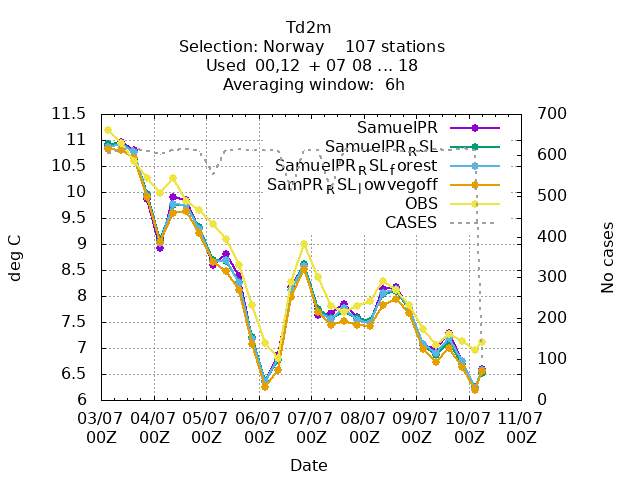 Td2m
Selection: Norway 107 stations
Used 00,12 + 07 08 ... 18
Averaging window: 6h
11.5
11
10.5
10
9.5
9
8.5
8
7.5
7
6.5
6
700
600
500
400
300
200
100
0
SamuelPR
SamuelPRRSL
SamuelPRRSLforest
SamPRRSLlowvegoff
OBS
CASES
deg C
No cases
03/07 04/07 05/07 06/07 07/07 08/07 09/07 10/07 11/07
00Z 00Z 00Z 00Z 00Z 00Z 00Z 00Z 00Z
Date